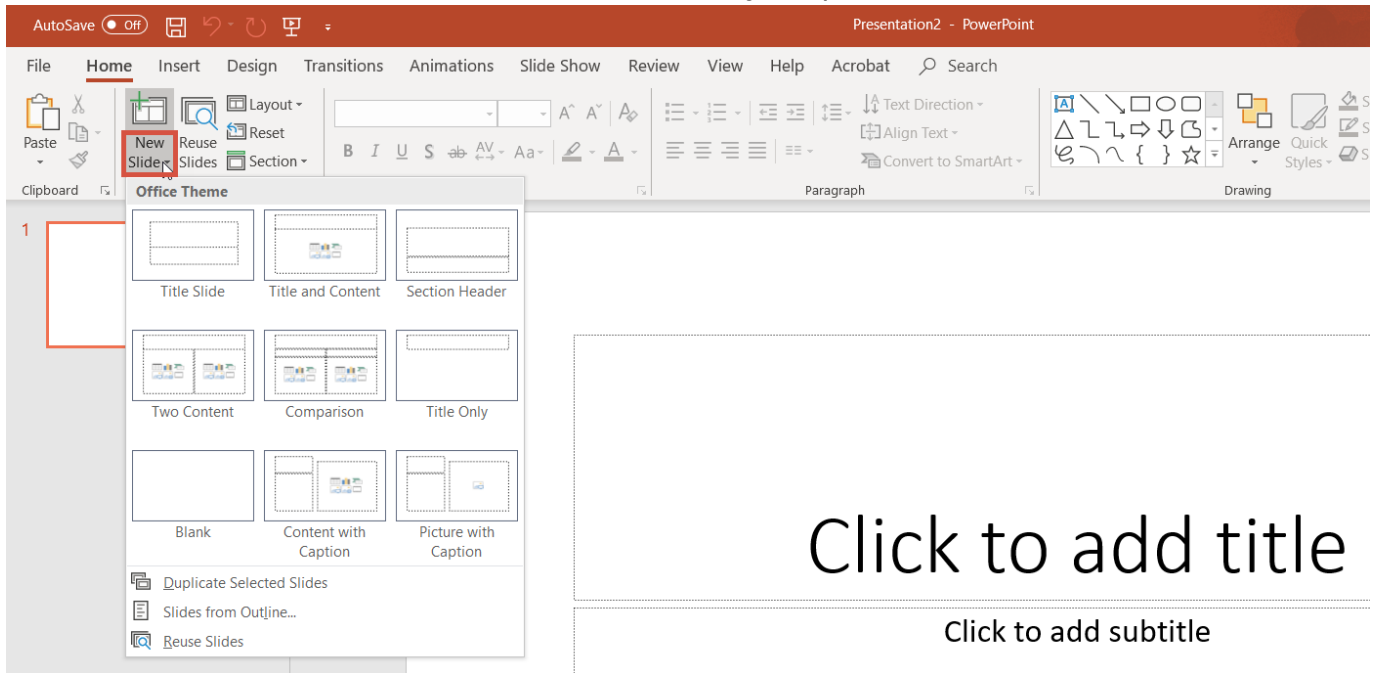 AutoSave Off Presentation2 - PowerPoint
File Home Insert Design Transitions Animations Slide Show Review View Help Acrobat Search
Paste
New Slide
Reuse Slides
Layout
Reset
Section
B I U S ab AV Aa A
Text Direction
Align Text
Convert to SmartArt
Arrange
Quick Styles
S
S
S
Clipboard Paragraph Drawing
Office Theme
1
Title Slide Title and Content Section Header
Two Content Comparison Title Only
Blank Content with Caption Picture with Caption
Duplicate Selected Slides
Slides from Outline...
Reuse Slides
Click to add title
Click to add subtitle